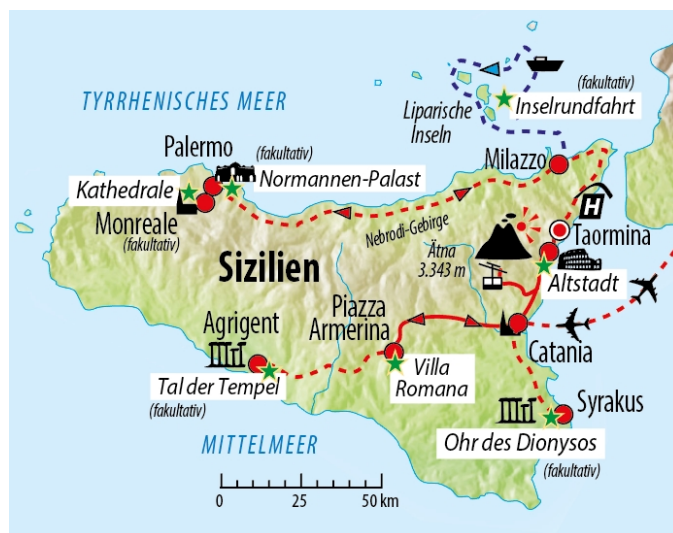 TYRRHENISCHES MEER
(fakultativ)
Inselrundfahrt
Liparische
Inseln
Palermo
(fakultativ)
Milazzo
Kathedrale
Normannen-Palast
Monreale
(fakultativ)
H
Nebrodi-Gebirge
Taormina
Ätna
3.343 m
Sizilien
Altstadt
Piazza
Armerina
Agrigent
Catania
Villa
Romana
Tal der Tempel
(fakultativ)
Syrakus
MITTELMEER
Ohr des Dionysos
(fakultativ)
0 25 50 km